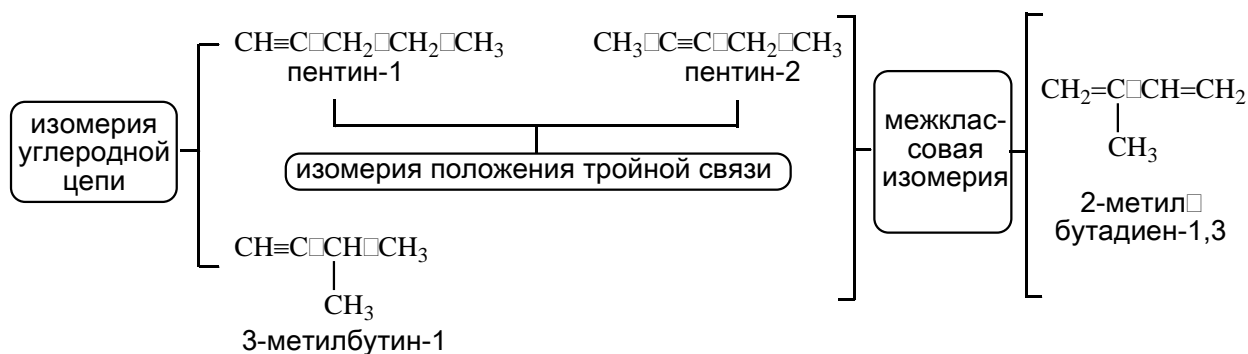 CH≡C□CH₂□CH₂□CH₃
пентин-1
CH₃□C≡C□CH₂□CH₃
пентин-2
изомерия
углеродной
цепи
изомерия положения тройной связи
CH≡C□CH□CH₃
CH₃
3-метилбутин-1
межклас-
совая
изомерия
CH₂=C□CH=CH₂
CH₃
2-метил□
бутадиен-1,3